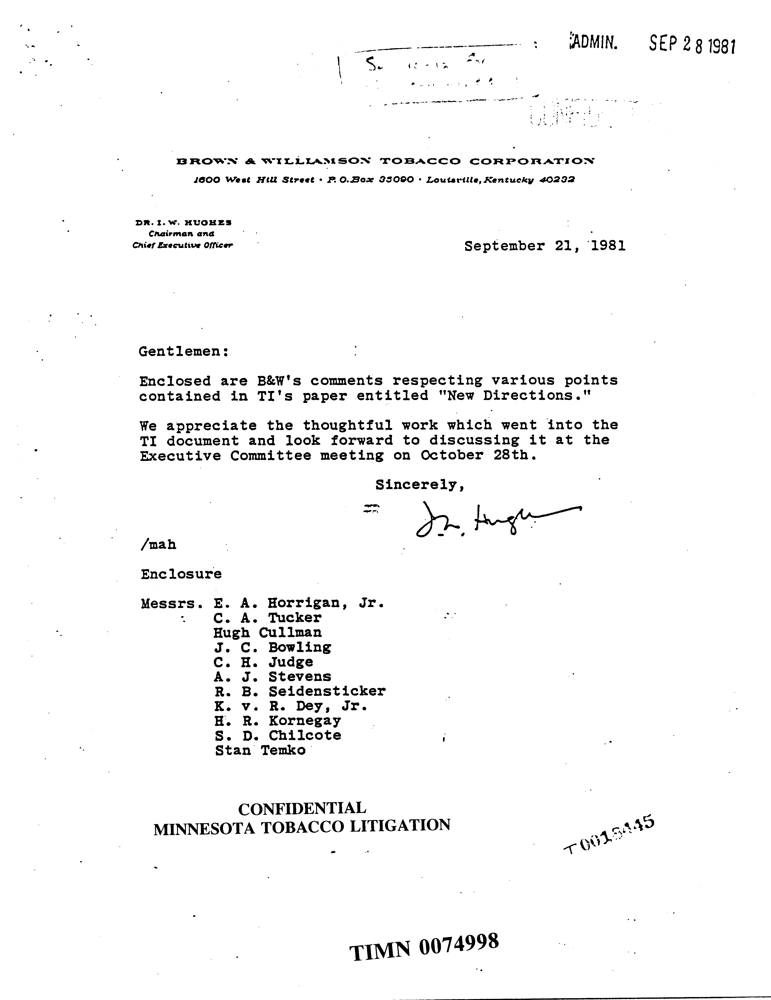 ADMIN. SEP 28 1981
BROWN & WILLIAMSON TOBACCO CORPORATION
1600 West Hill Street · P.O. Box 35090 · Louisville, Kentucky 40232
DR. I. W. HUGHES
Chairman and
Chief Executive Officer
September 21, 1981
Gentlemen:
Enclosed are B&W's comments respecting various points
contained in TI's paper entitled "New Directions."
We appreciate the thoughtful work which went into the
TI document and look forward to discussing it at the
Executive Committee meeting on October 28th.
Sincerely,
/mah
Enclosure
Messrs. E. A. Horrigan, Jr.
C. A. Tucker
Hugh Cullman
J. C. Bowling
C. H. Judge
A. J. Stevens
R. B. Seidensticker
K. v. R. Dey, Jr.
H. R. Kornegay
S. D. Chilcote
Stan Temko
CONFIDENTIAL
MINNESOTA TOBACCO LITIGATION
T0015445
TIMN 0074998